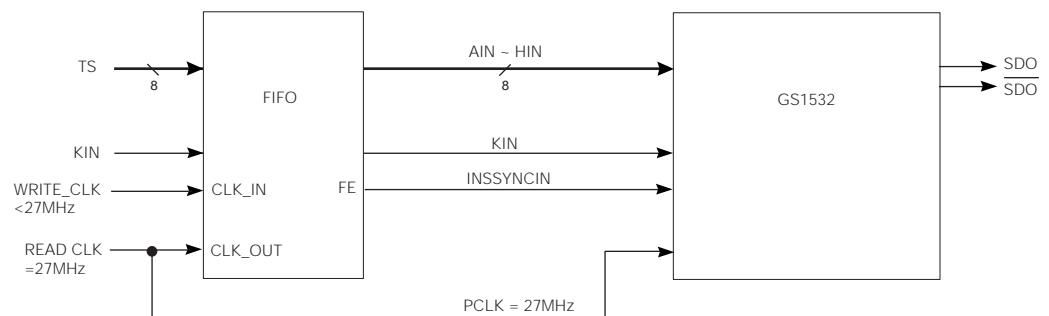 TS
8
AIN ~ HIN
8
SDO
SDO
FIFO
GS1532
KIN
KIN
WRITE_CLK
<27MHz
CLK_IN
FE
INSSYNCIN
READ CLK
=27MHz
CLK_OUT
PCLK = 27MHz